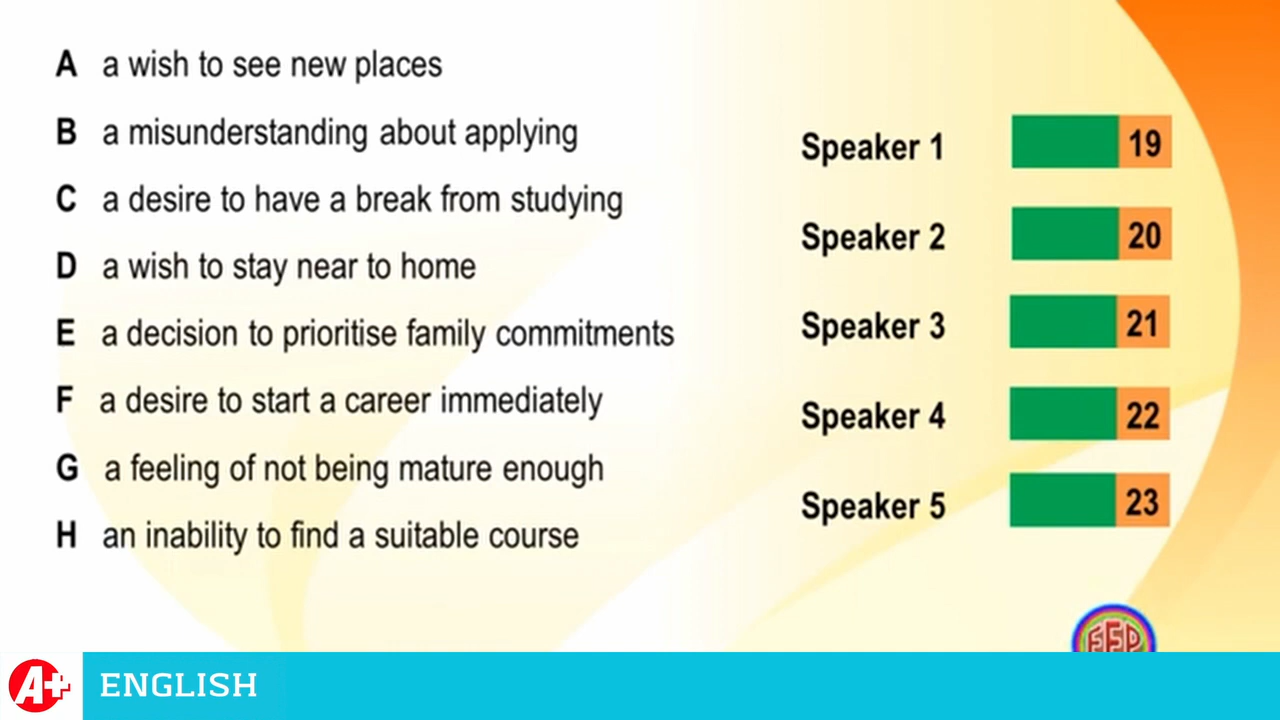 A a wish to see new places
B a misunderstanding about applying
C a desire to have a break from studying
D a wish to stay near to home
E a decision to prioritise family commitments
F a desire to start a career immediately
G a feeling of not being mature enough
H an inability to find a suitable course
Speaker 1 19
Speaker 2 20
Speaker 3 21
Speaker 4 22
Speaker 5 23
A+ ENGLISH